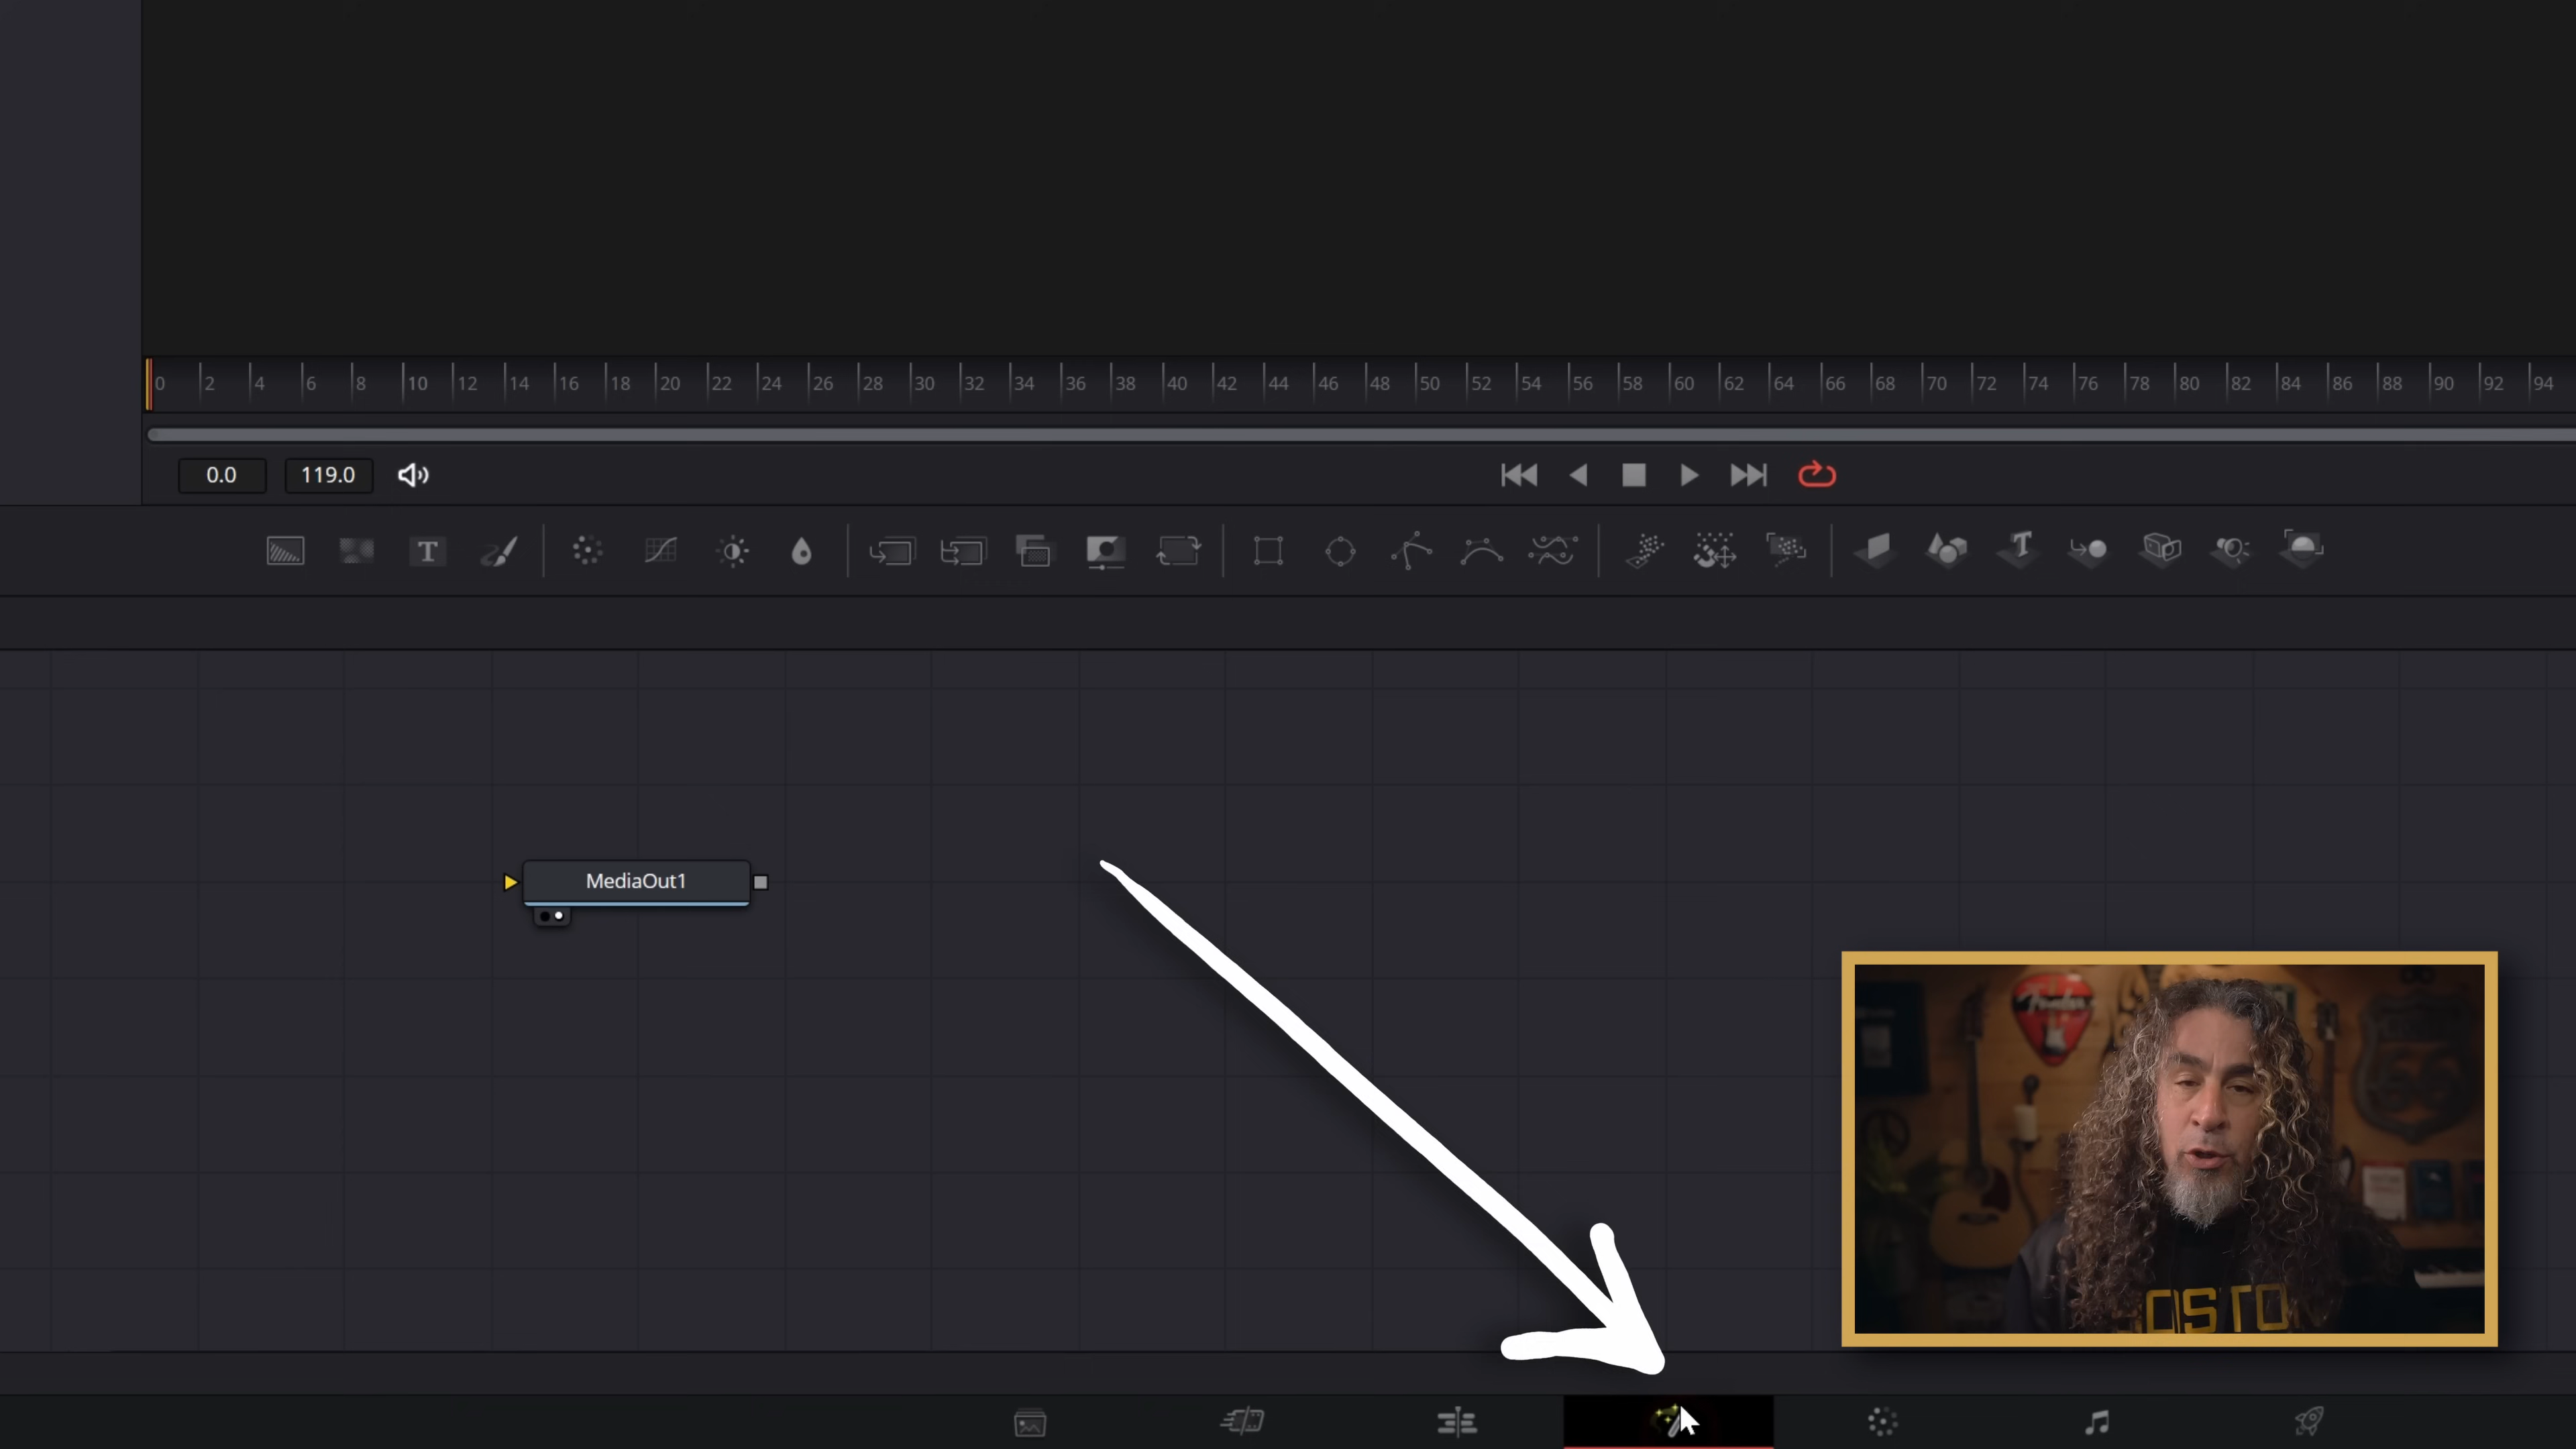 0 2 4 6 8 10 12 14 16 18 20 22 24 26 28 30 32 34 36 38 40 42 44 46 48 50 52 54 56 58 60 62 64 66 68 70 72 74 76 78 80 82 84 86 88 90 92 94
0.0 119.0
T
MediaOut1
Fender
OSTO